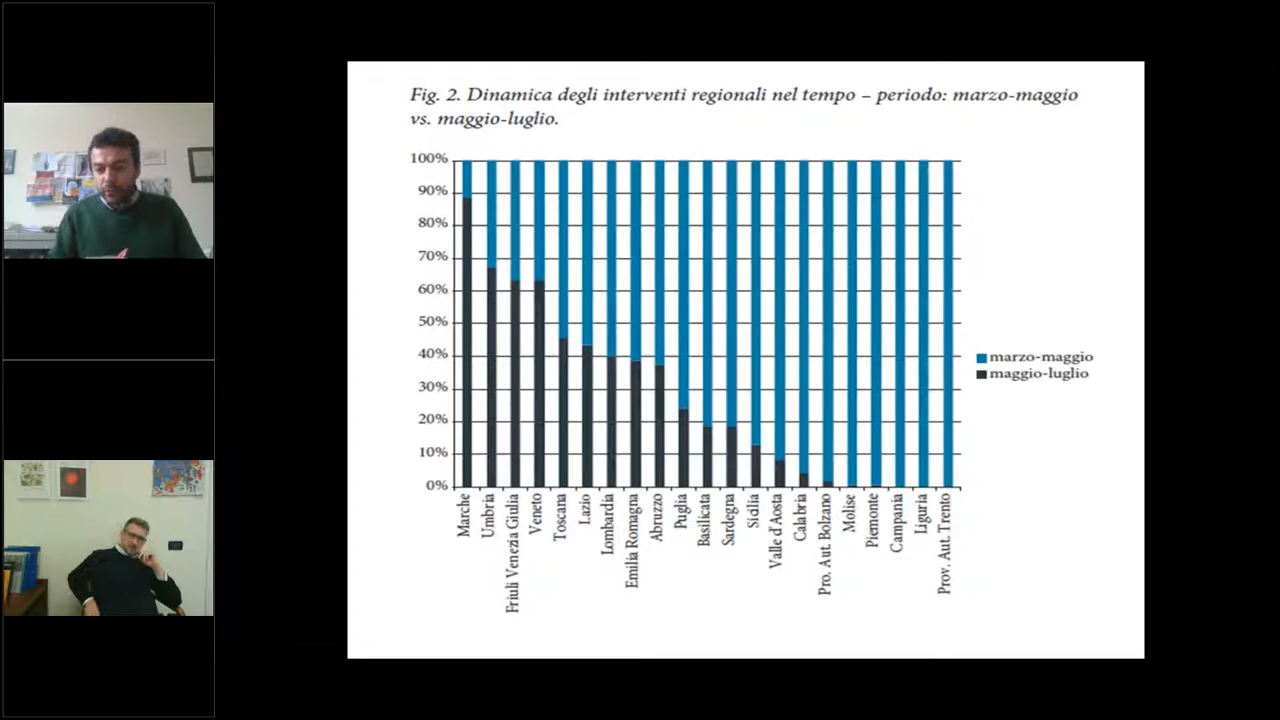 Fig. 2. Dinamica degli interventi regionali nel tempo – periodo: marzo-maggio
vs. maggio-luglio.
100%
90%
80%
70%
60%
50%
40%
30%
20%
10%
0%
marzo-maggio
maggio-luglio
Marche
Umbria
Friuli Venezia Giulia
Veneto
Toscana
Lazio
Lombardia
Emilia Romagna
Abruzzo
Puglia
Basilicata
Sardegna
Sicilia
Valle d'Aosta
Calabria
Pro. Aut. Bolzano
Molise
Piemonte
Campania
Liguria
Prov. Aut. Trento